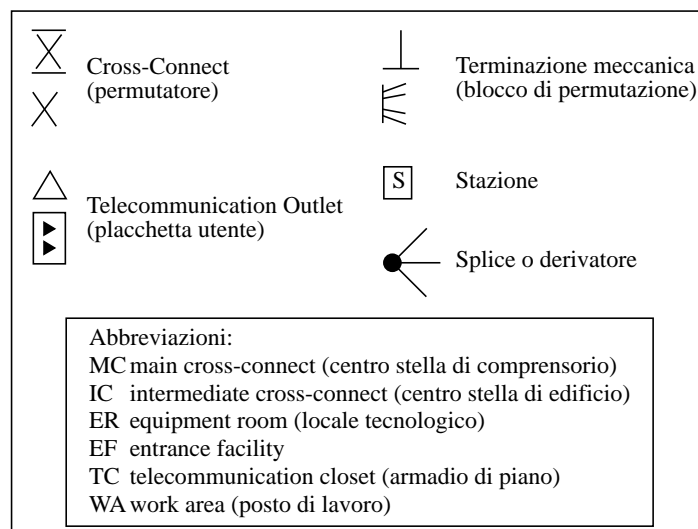 Cross-Connect
(permutatore)
Terminazione meccanica
(blocco di permutazione)
Telecommunication Outlet
(placchetta utente)
S
Stazione
Splice o derivatore
Abbreviazioni:
MC main cross-connect (centro stella di comprensorio)
IC intermediate cross-connect (centro stella di edificio)
ER equipment room (locale tecnologico)
EF entrance facility
TC telecommunication closet (armadio di piano)
WA work area (posto di lavoro)